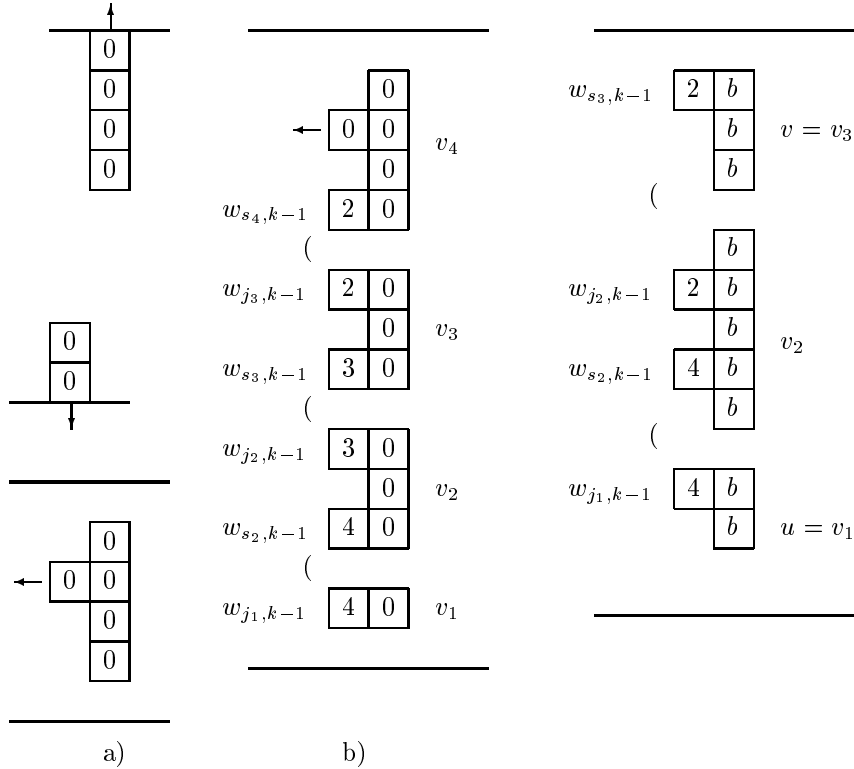 0
0
0
0
0
0
0
0 0
0
0
a)
0
0 0 v_4
0
w_{s_4,k-1} 2 0
(
w_{j_3,k-1} 2 0
0 v_3
w_{s_3,k-1} 3 0
(
w_{j_2,k-1} 3 0
0 v_2
w_{s_2,k-1} 4 0
(
w_{j_1,k-1} 4 0 v_1
b)
w_{s_3,k-1} 2 b
b v = v_3
b
(
b
w_{j_2,k-1} 2 b
b v_2
w_{s_2,k-1} 4 b
b
(
w_{j_1,k-1} 4 b
b u = v_1